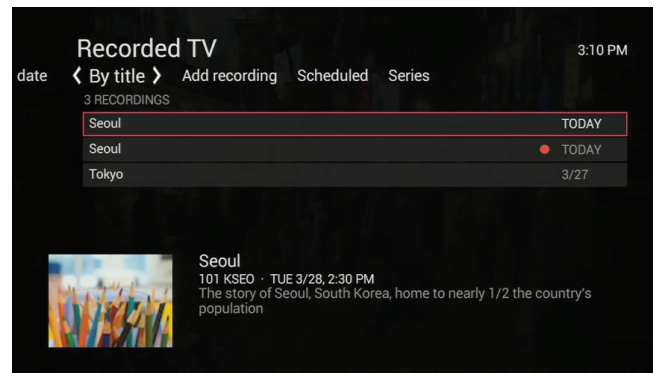 Recorded TV
3:10 PM
date ❮ By title ❯ Add recording Scheduled Series
3 RECORDINGS
Seoul TODAY
Seoul TODAY
Tokyo 3/27
Seoul
101 KSEO · TUE 3/28, 2:30 PM
The story of Seoul, South Korea, home to nearly 1/2 the country's
population